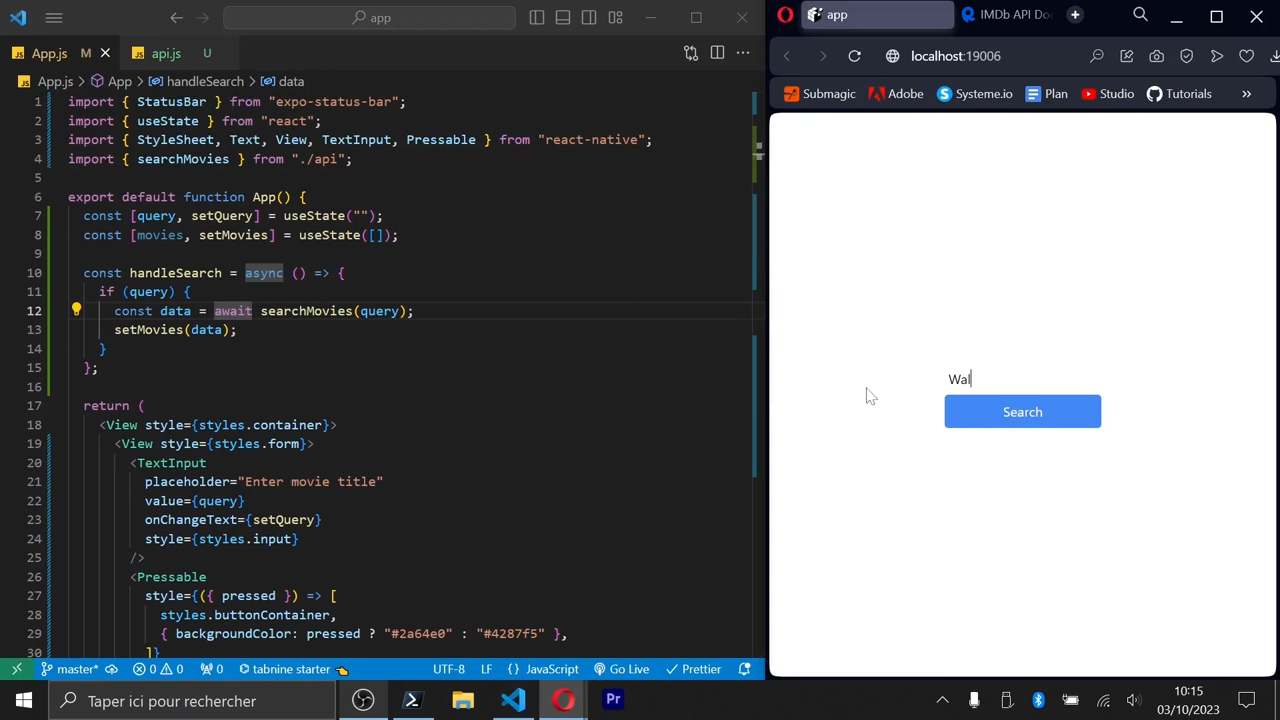 app
App.js M
api.js U
App.js > App > handleSearch > data
1 import { StatusBar } from "expo-status-bar";
2 import { useState } from "react";
3 import { StyleSheet, Text, View, TextInput, Pressable } from "react-native";
4 import { searchMovies } from "./api";
5
6 export default function App() {
7 const [query, setQuery] = useState("");
8 const [movies, setMovies] = useState([]);
9
10 const handleSearch = async () => {
11 if (query) {
12 const data = await searchMovies(query);
13 setMovies(data);
14 }
15 };
16
17 return (
18 <View style={styles.container}>
19 <View style={styles.form}>
20 <TextInput
21 placeholder="Enter movie title"
22 value={query}
23 onChangeText={setQuery}
24 style={styles.input}
25 />
26 <Pressable
27 style={({ pressed }) => [
28 styles.buttonContainer,
29 { backgroundColor: pressed ? "#2a64e0" : "#4287f5" },
30 ]}
master* 0 0 0 tabnine starter UTF-8 LF {} JavaScript Go Live Prettier
app
IMDb API Doc
localhost:19006
Submagic Adobe Systeme.io Plan Studio Tutorials
Wal
Search
Taper ici pour rechercher
Pr
10:15
03/10/2023